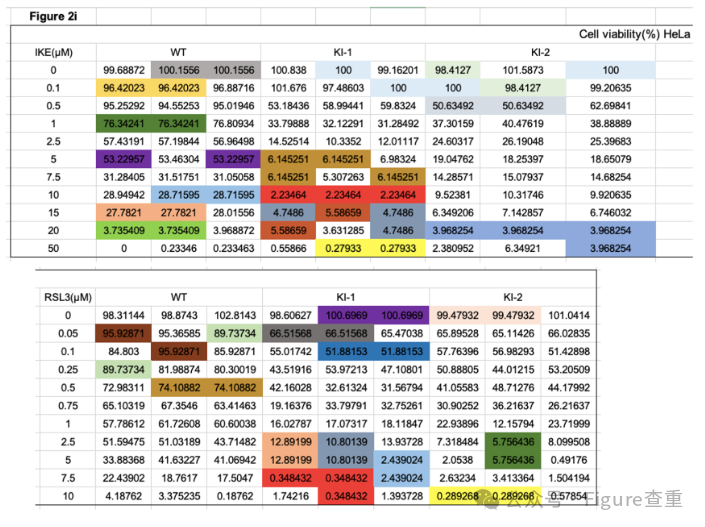 Figure 2i
Cell viability(%) HeLa
IKE(μM) WT KI-1 KI-2
0 99.68872 100.1556 100.1556 100.838 100 99.16201 98.4127 101.5873 100
0.1 96.42023 96.42023 96.88716 101.676 97.48603 100 100 98.4127 99.20635
0.5 95.25292 94.55253 95.01946 53.18436 58.99441 59.8324 50.63492 50.63492 62.69841
1 76.34241 76.34241 76.80934 33.79888 32.12291 31.28492 37.30159 40.47619 38.88889
2.5 57.43191 57.19844 56.96498 14.52514 10.3352 12.01117 24.60317 26.19048 25.39683
5 53.22957 53.46304 53.22957 6.145251 6.145251 6.98324 19.04762 18.25397 18.65079
7.5 31.28405 31.51751 31.05058 6.145251 5.307263 6.145251 14.28571 15.07937 14.68254
10 28.94942 28.71595 28.71595 2.23464 2.23464 2.23464 9.52381 10.31746 9.920635
15 27.7821 27.7821 28.01556 4.7486 5.58659 4.7486 6.349206 7.142857 6.746032
20 3.735409 3.735409 3.968872 5.58659 3.631285 4.7486 3.968254 3.968254 3.968254
50 0 0.23346 0.233463 0.55866 0.27933 0.27933 2.380952 6.34921 3.968254
RSL3(μM) WT KI-1 KI-2
0 98.31144 98.8743 102.8143 98.60627 100.6969 100.6969 99.47932 99.47932 101.0414
0.05 95.92871 95.36585 89.73734 66.51568 66.51568 65.47038 65.89528 65.11426 66.02835
0.1 84.803 95.92871 85.92871 55.01742 51.88153 51.88153 57.76396 56.98293 51.42898
0.25 89.73734 81.98874 80.30019 43.51916 53.97213 47.10801 50.88805 44.01215 53.20509
0.5 72.98311 74.10882 74.10882 42.16028 32.61324 31.56794 41.05583 48.71276 44.17992
0.75 65.10319 67.3546 63.41463 19.16376 33.79791 32.75261 30.90252 36.21637 26.21637
1 57.78612 61.72608 60.60038 16.02787 17.07317 18.11847 22.93896 12.15794 23.71999
2.5 51.59475 51.03189 43.71482 12.89199 10.80139 13.93728 7.318484 5.756436 8.099508
5 33.88368 41.63227 41.06942 12.89199 10.80139 2.439024 2.0538 5.756436 0.49176
7.5 22.43902 18.7617 17.5047 0.348432 0.348432 2.439024 2.63234 3.413364 1.504194
10 4.18762 3.375235 0.18762 1.74216 0.348432 1.393728 0.289268 0.289268 0.57854
公众号 · Figure查重